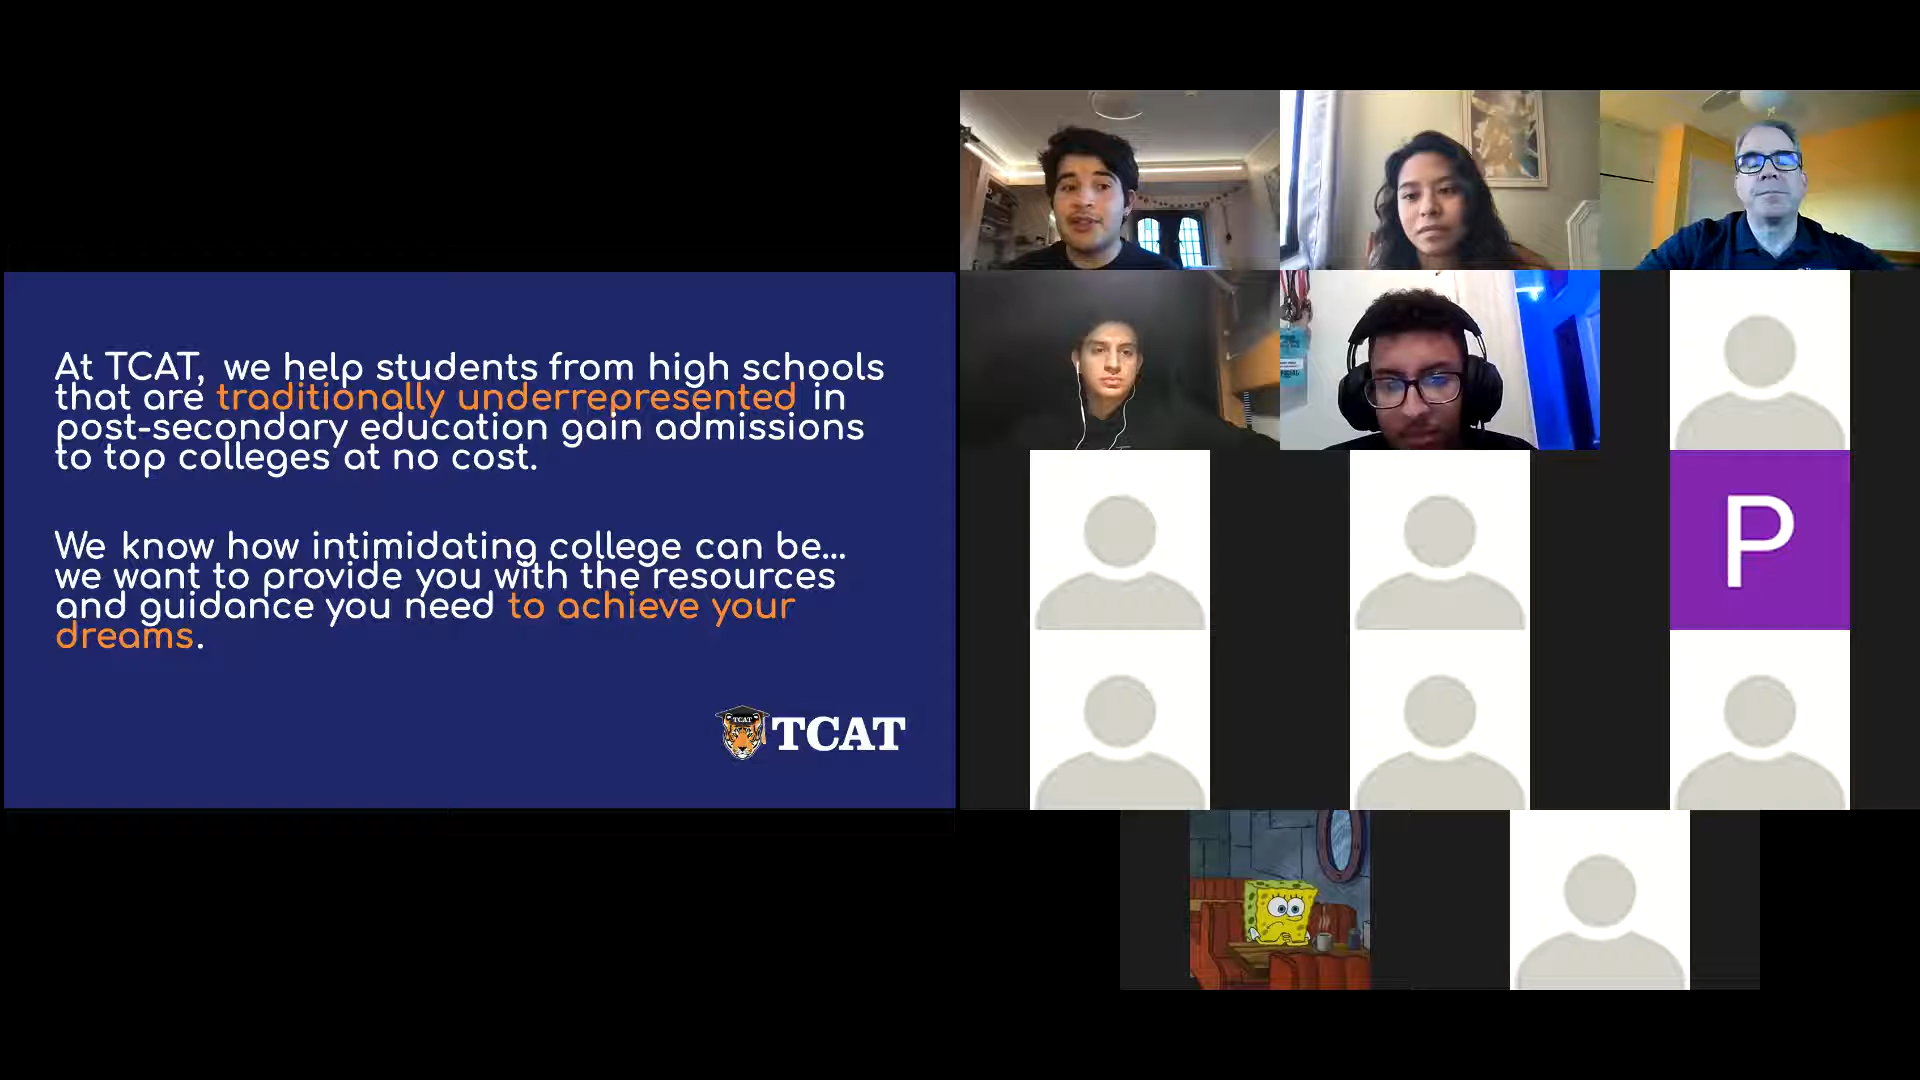 At TCAT, we help students from high schools
that are traditionally underrepresented in
post-secondary education gain admissions
to top colleges at no cost.
We know how intimidating college can be...
we want to provide you with the resources
and guidance you need to achieve your
dreams.
TCAT
TCAT
P